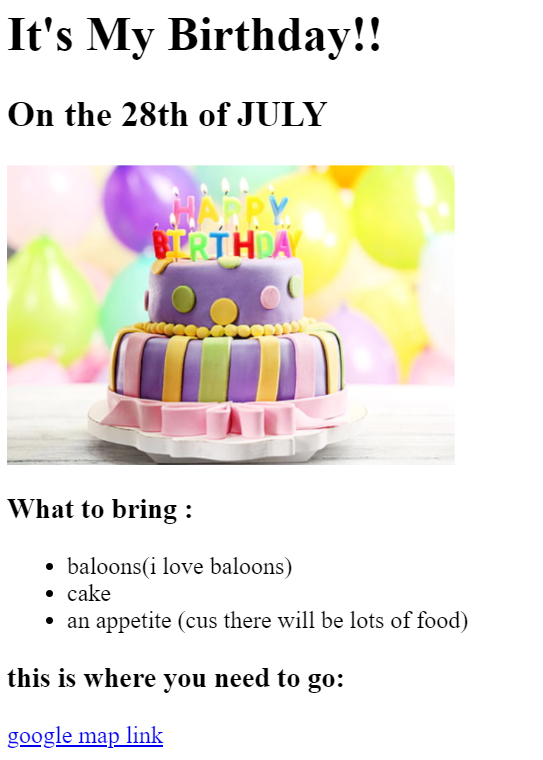 It's My Birthday!!
On the 28th of JULY
HAPPY
BIRTHDAY
What to bring :
baloons(i love baloons)
cake
an appetite (cus there will be lots of food)
this is where you need to go:
google map link